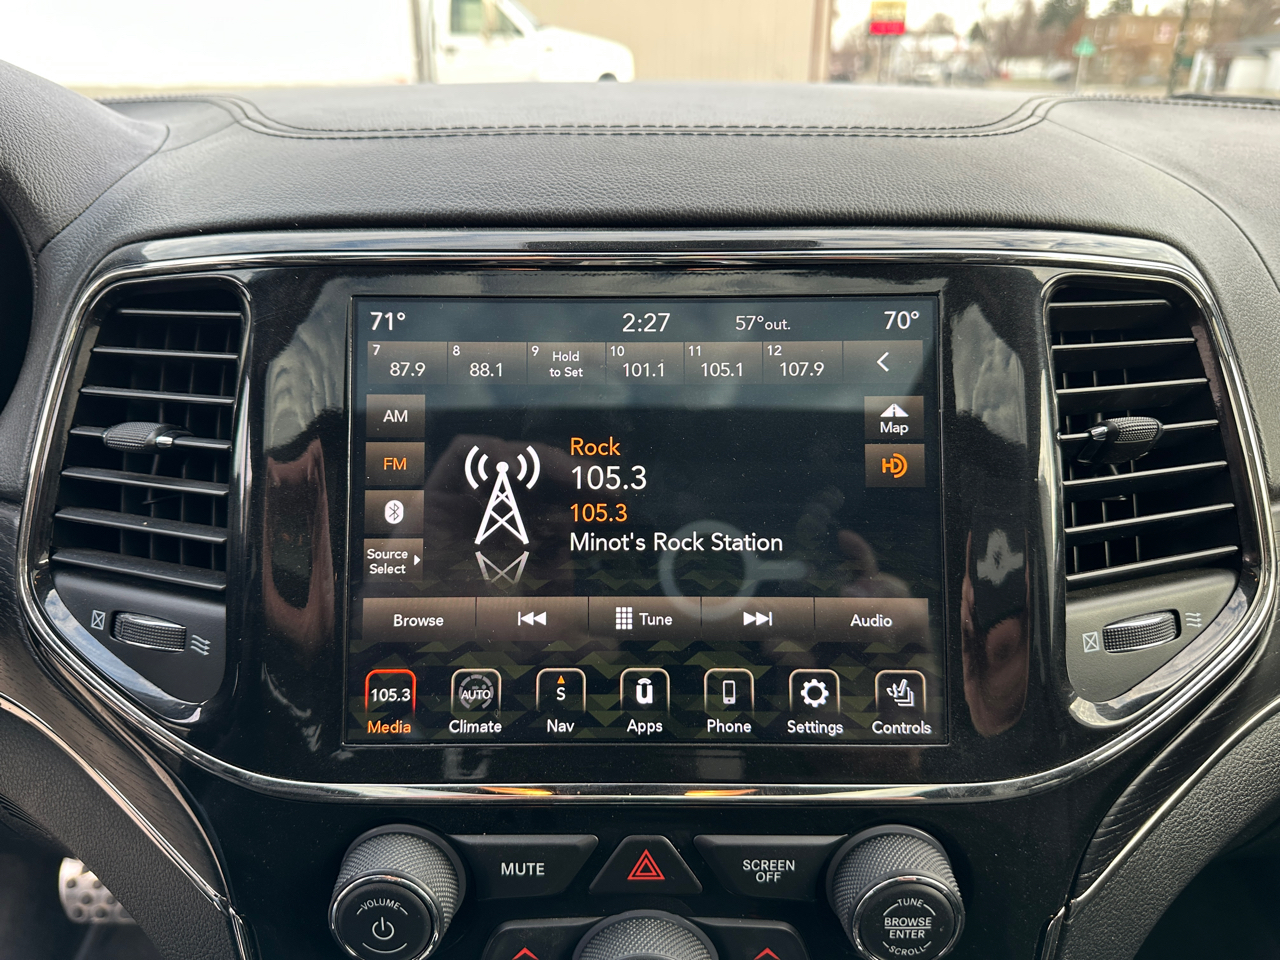 71° 2:27 57°out. 70°
7 87.9 8 88.1 9 Hold to Set 10 101.1 11 105.1 12 107.9
AM
FM
Source
Select
Rock
105.3
105.3
Minot's Rock Station
Map
HD
Browse Tune Audio
105.3 AUTO S u
Media Climate Nav Apps Phone Settings Controls
MUTE SCREEN OFF
VOLUME
TUNE
BROWSE
ENTER
SCROLL